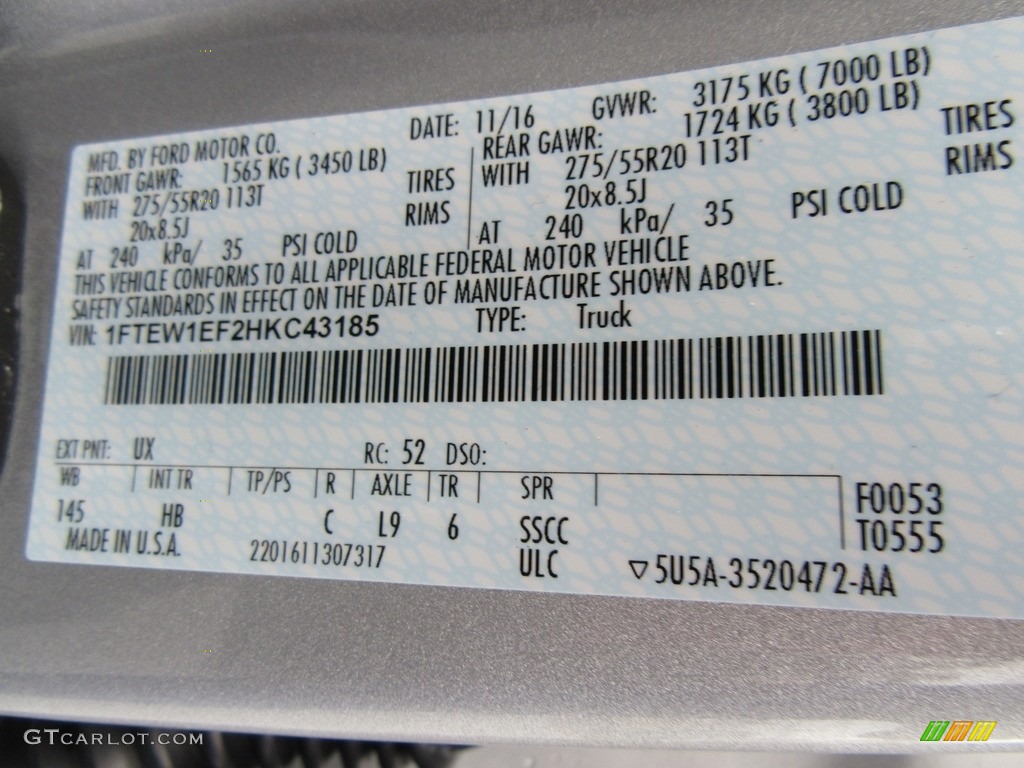 MFD. BY FORD MOTOR CO. DATE: 11/16 GVWR: 3175 KG ( 7000 LB)
FRONT GAWR: 1565 KG ( 3450 LB) REAR GAWR: 1724 KG ( 3800 LB)
WITH 275/55R20 113T TIRES WITH 275/55R20 113T TIRES
20x8.5J RIMS 20x8.5J RIMS
AT 240 kPa/ 35 PSI COLD AT 240 kPa/ 35 PSI COLD
THIS VEHICLE CONFORMS TO ALL APPLICABLE FEDERAL MOTOR VEHICLE
SAFETY STANDARDS IN EFFECT ON THE DATE OF MANUFACTURE SHOWN ABOVE.
VIN: 1FTEW1EF2HKC43185 TYPE: Truck
EXT PNT: UX RC: 52 DSO:
WB INT TR TP/PS R AXLE TR SPR F0053
145 HB C L9 6 SSCC T0555
MADE IN U.S.A. 2201611307317 ULC ▽5U5A-3520472-AA
GTCARLOT.COM